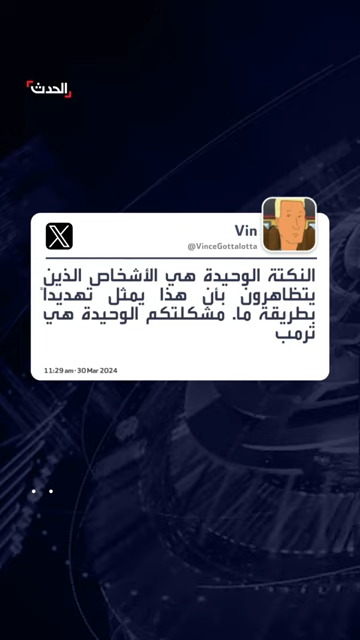 الحدث
Vin
@VinceGottalotta
النكتة الوحيدة هي الأشخاص الذين
يتظاهرون بأن هذا يمثل تهديداً
بطريقة ما. مشكلتكم الوحيدة هي
ترمب
11:29 am · 30 Mar 2024